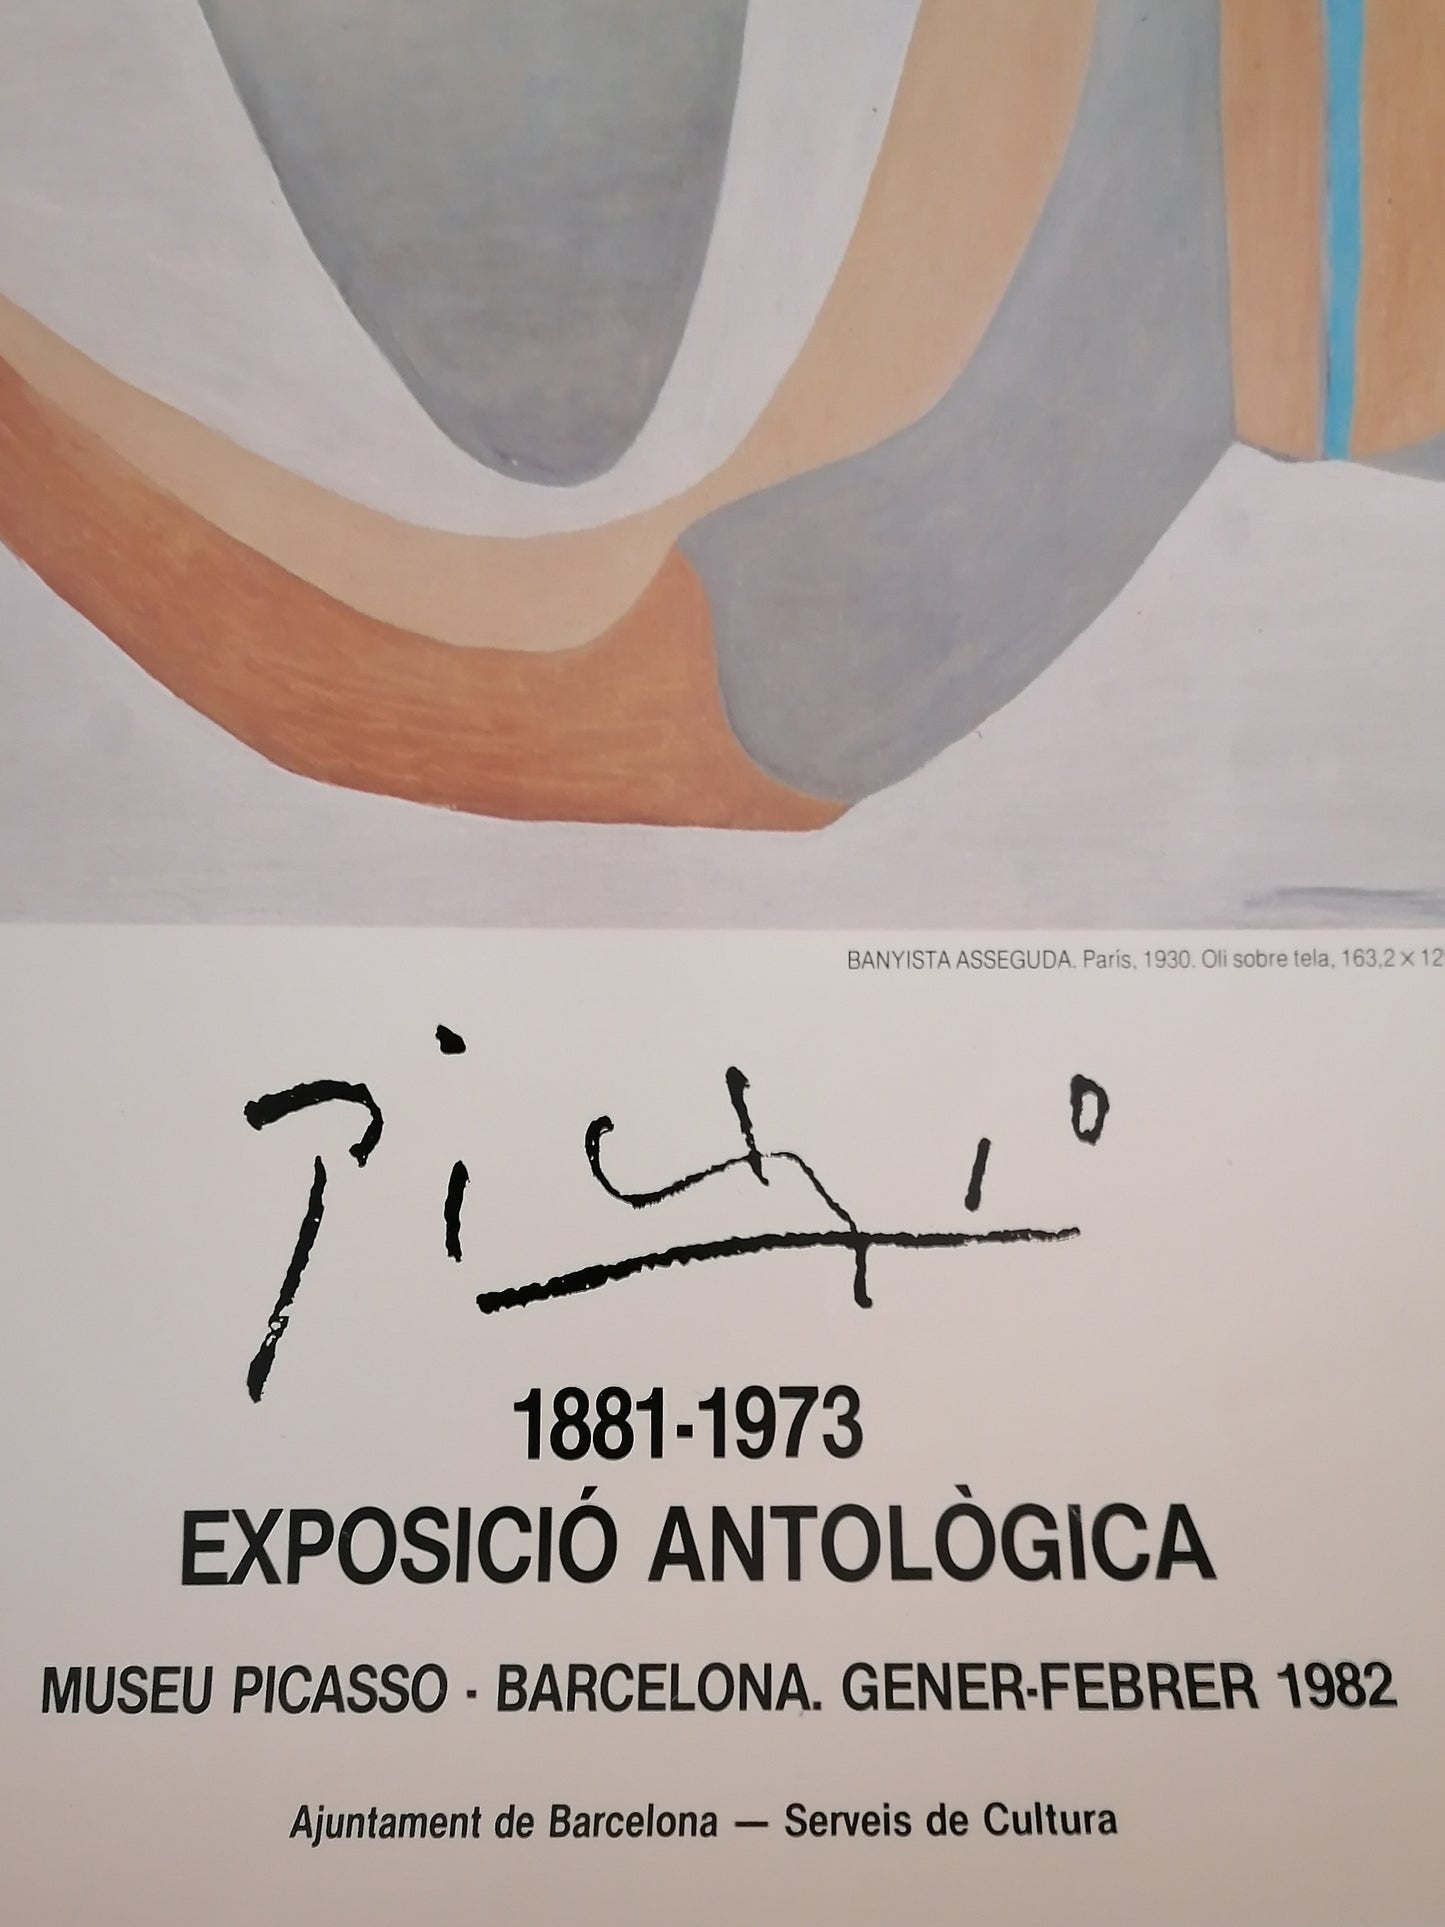 BANYISTA ASSEGUDA. París, 1930. Oli sobre tela, 163,2 × 12
Picasso
1881-1973
EXPOSICIÓ ANTOLÒGICA
MUSEU PICASSO - BARCELONA. GENER-FEBRER 1982
Ajuntament de Barcelona — Serveis de Cultura